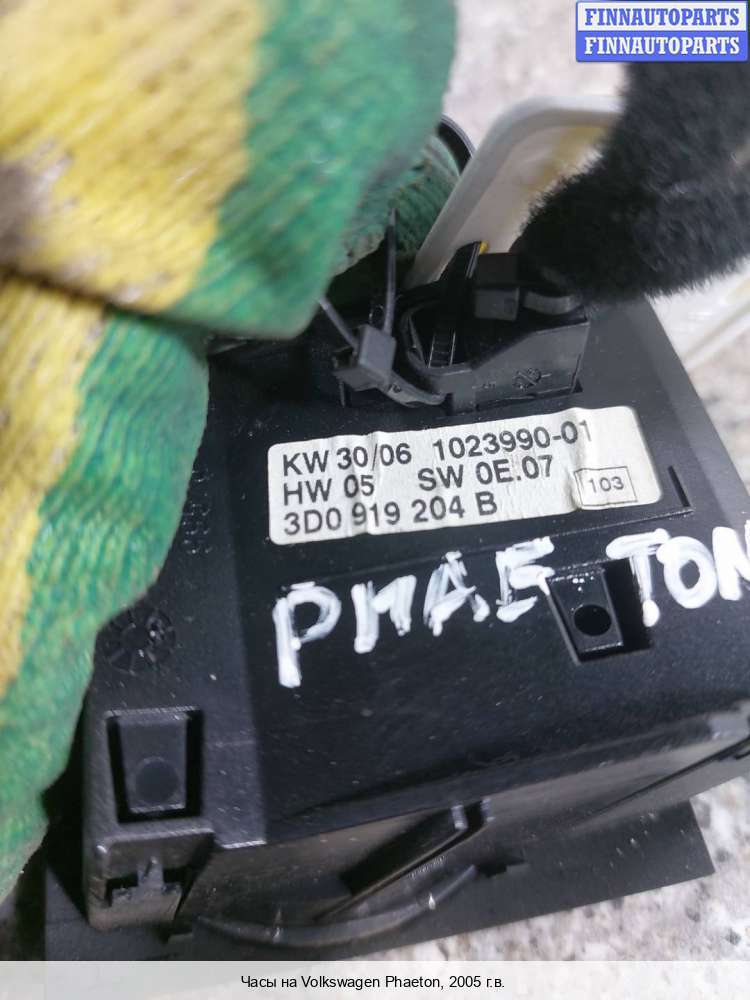 FINNAUTOPARTS
FINNAUTOPARTS
KW 30/06 1023990-01
HW 05 SW 0E.07
3D0 919 204 B
103
PHAETON
Часы на Volkswagen Phaeton, 2005 г.в.